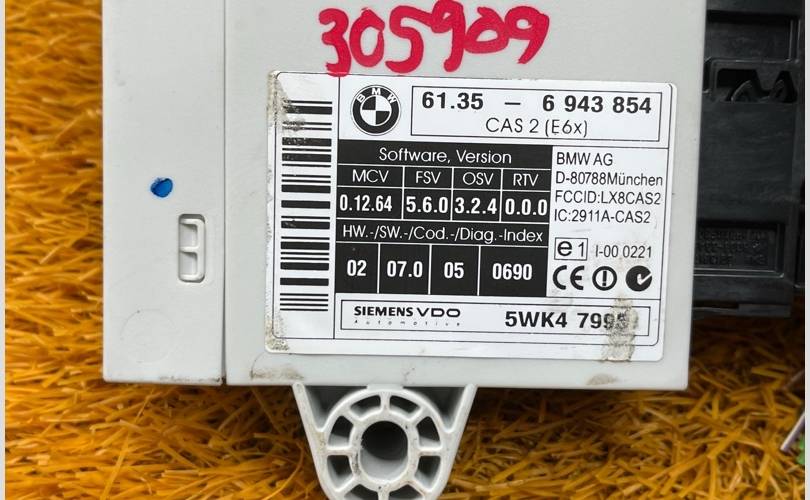 305909
BMW
61.35 – 6 943 854
CAS 2 (E6x)
Software, Version
MCV FSV OSV RTV
0.12.64 5.6.0 3.2.4 0.0.0
HW.-/SW.-/Cod.-/Diag.-Index
02 07.0 05 0690
BMW AG
D-80788München
FCCID:LX8CAS2
IC:2911A-CAS2
e1 I-00 0221
CE
SIEMENS VDO
Automotive
5WK4